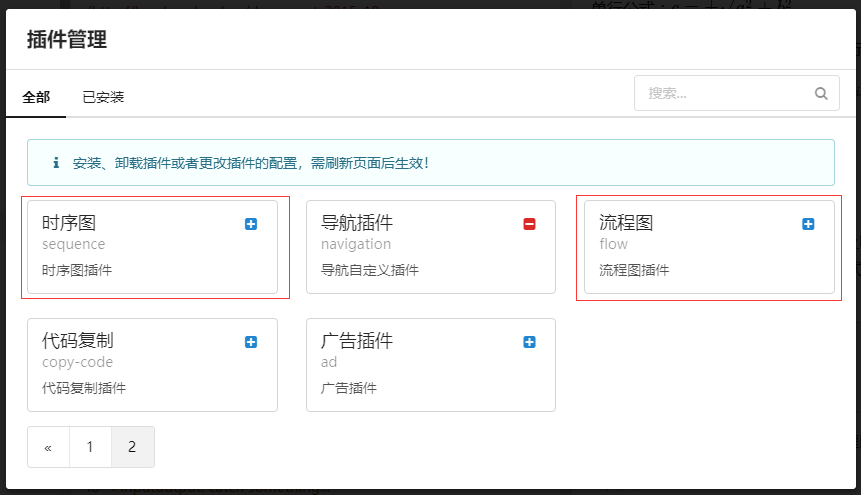 插件管理
全部
已安装
搜索...
安装、卸载插件或者更改插件的配置，需刷新页面后生效！
时序图
sequence
时序图插件
导航插件
navigation
导航自定义插件
流程图
flow
流程图插件
代码复制
copy-code
代码复制插件
广告插件
ad
广告插件
« 1 2